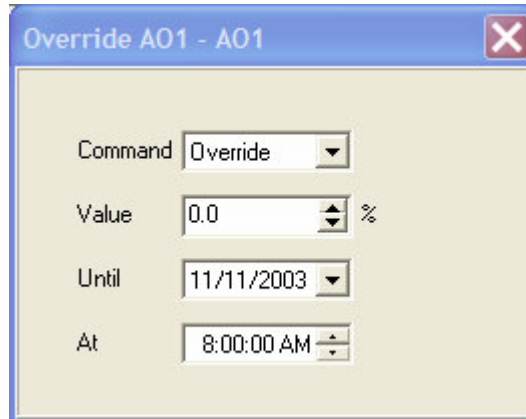 Override AO1 - AO1
Command Override
Value 0.0 %
Until 11/11/2003
At 8:00:00 AM